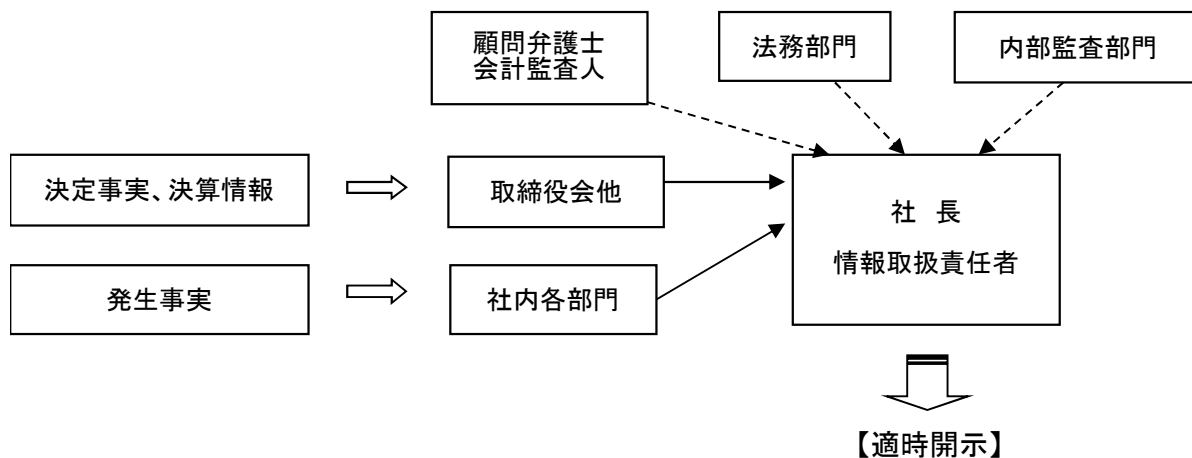 顧問弁護士
会計監査人
法務部門
内部監査部門
決定事実、決算情報
取締役会他
社 長
情報取扱責任者
発生事実
社内各部門
【適時開示】